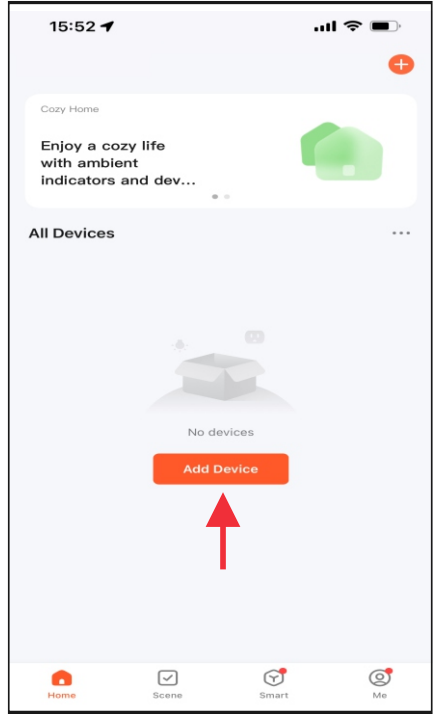 15:52
Cozy Home
Enjoy a cozy life
with ambient
indicators and dev...
All Devices
No devices
Add Device
Home
Scene
Smart
Me